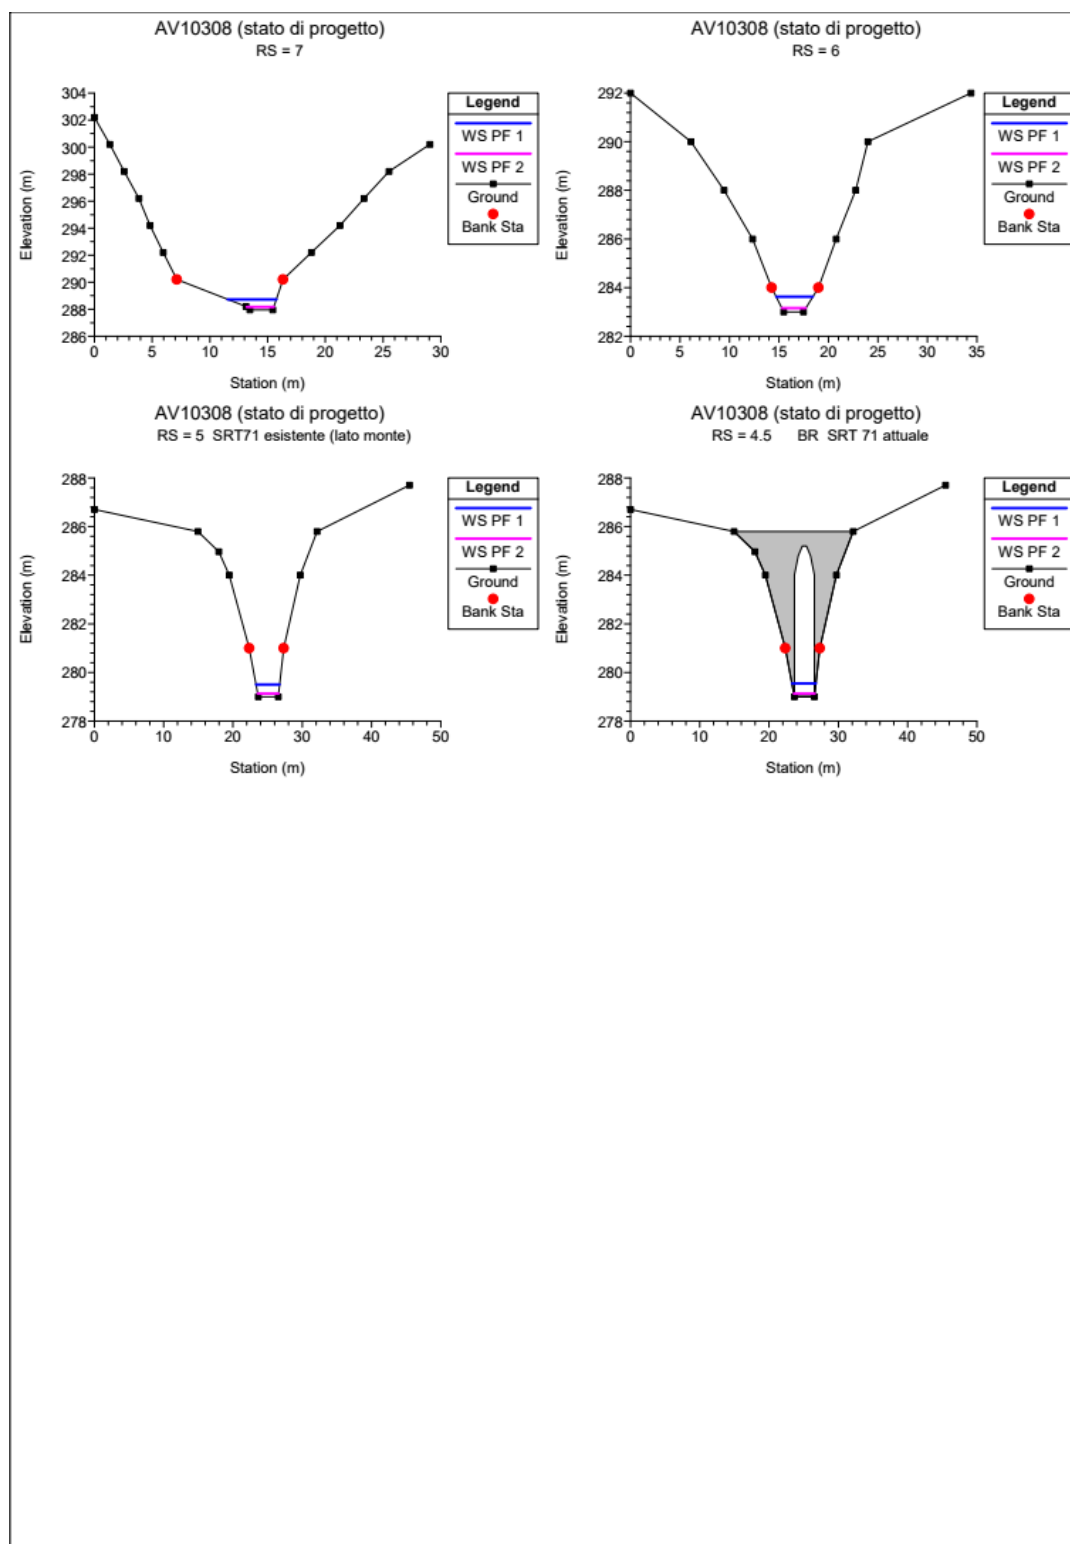 AV10308 (stato di progetto)
RS = 7
304
302
300
298
296
294
292
290
288
286
0
5
10
15
20
25
30
Elevation (m)
Station (m)
Legend
WS PF 1
WS PF 2
Ground
Bank Sta
AV10308 (stato di progetto)
RS = 6
292
290
288
286
284
282
0
5
10
15
20
25
30
35
Elevation (m)
Station (m)
Legend
WS PF 1
WS PF 2
Ground
Bank Sta
AV10308 (stato di progetto)
RS = 5 SRT71 esistente (lato monte)
288
286
284
282
280
278
0
10
20
30
40
50
Elevation (m)
Station (m)
Legend
WS PF 1
WS PF 2
Ground
Bank Sta
AV10308 (stato di progetto)
RS = 4.5 BR SRT 71 attuale
288
286
284
282
280
278
0
10
20
30
40
50
Elevation (m)
Station (m)
Legend
WS PF 1
WS PF 2
Ground
Bank Sta